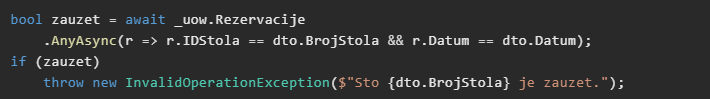 bool zauzet = await _uow.Rezervacije
    .AnyAsync(r => r.IDStola == dto.BrojStola && r.Datum == dto.Datum);
if (zauzet)
    throw new InvalidOperationException($"Sto {dto.BrojStola} je zauzet.");